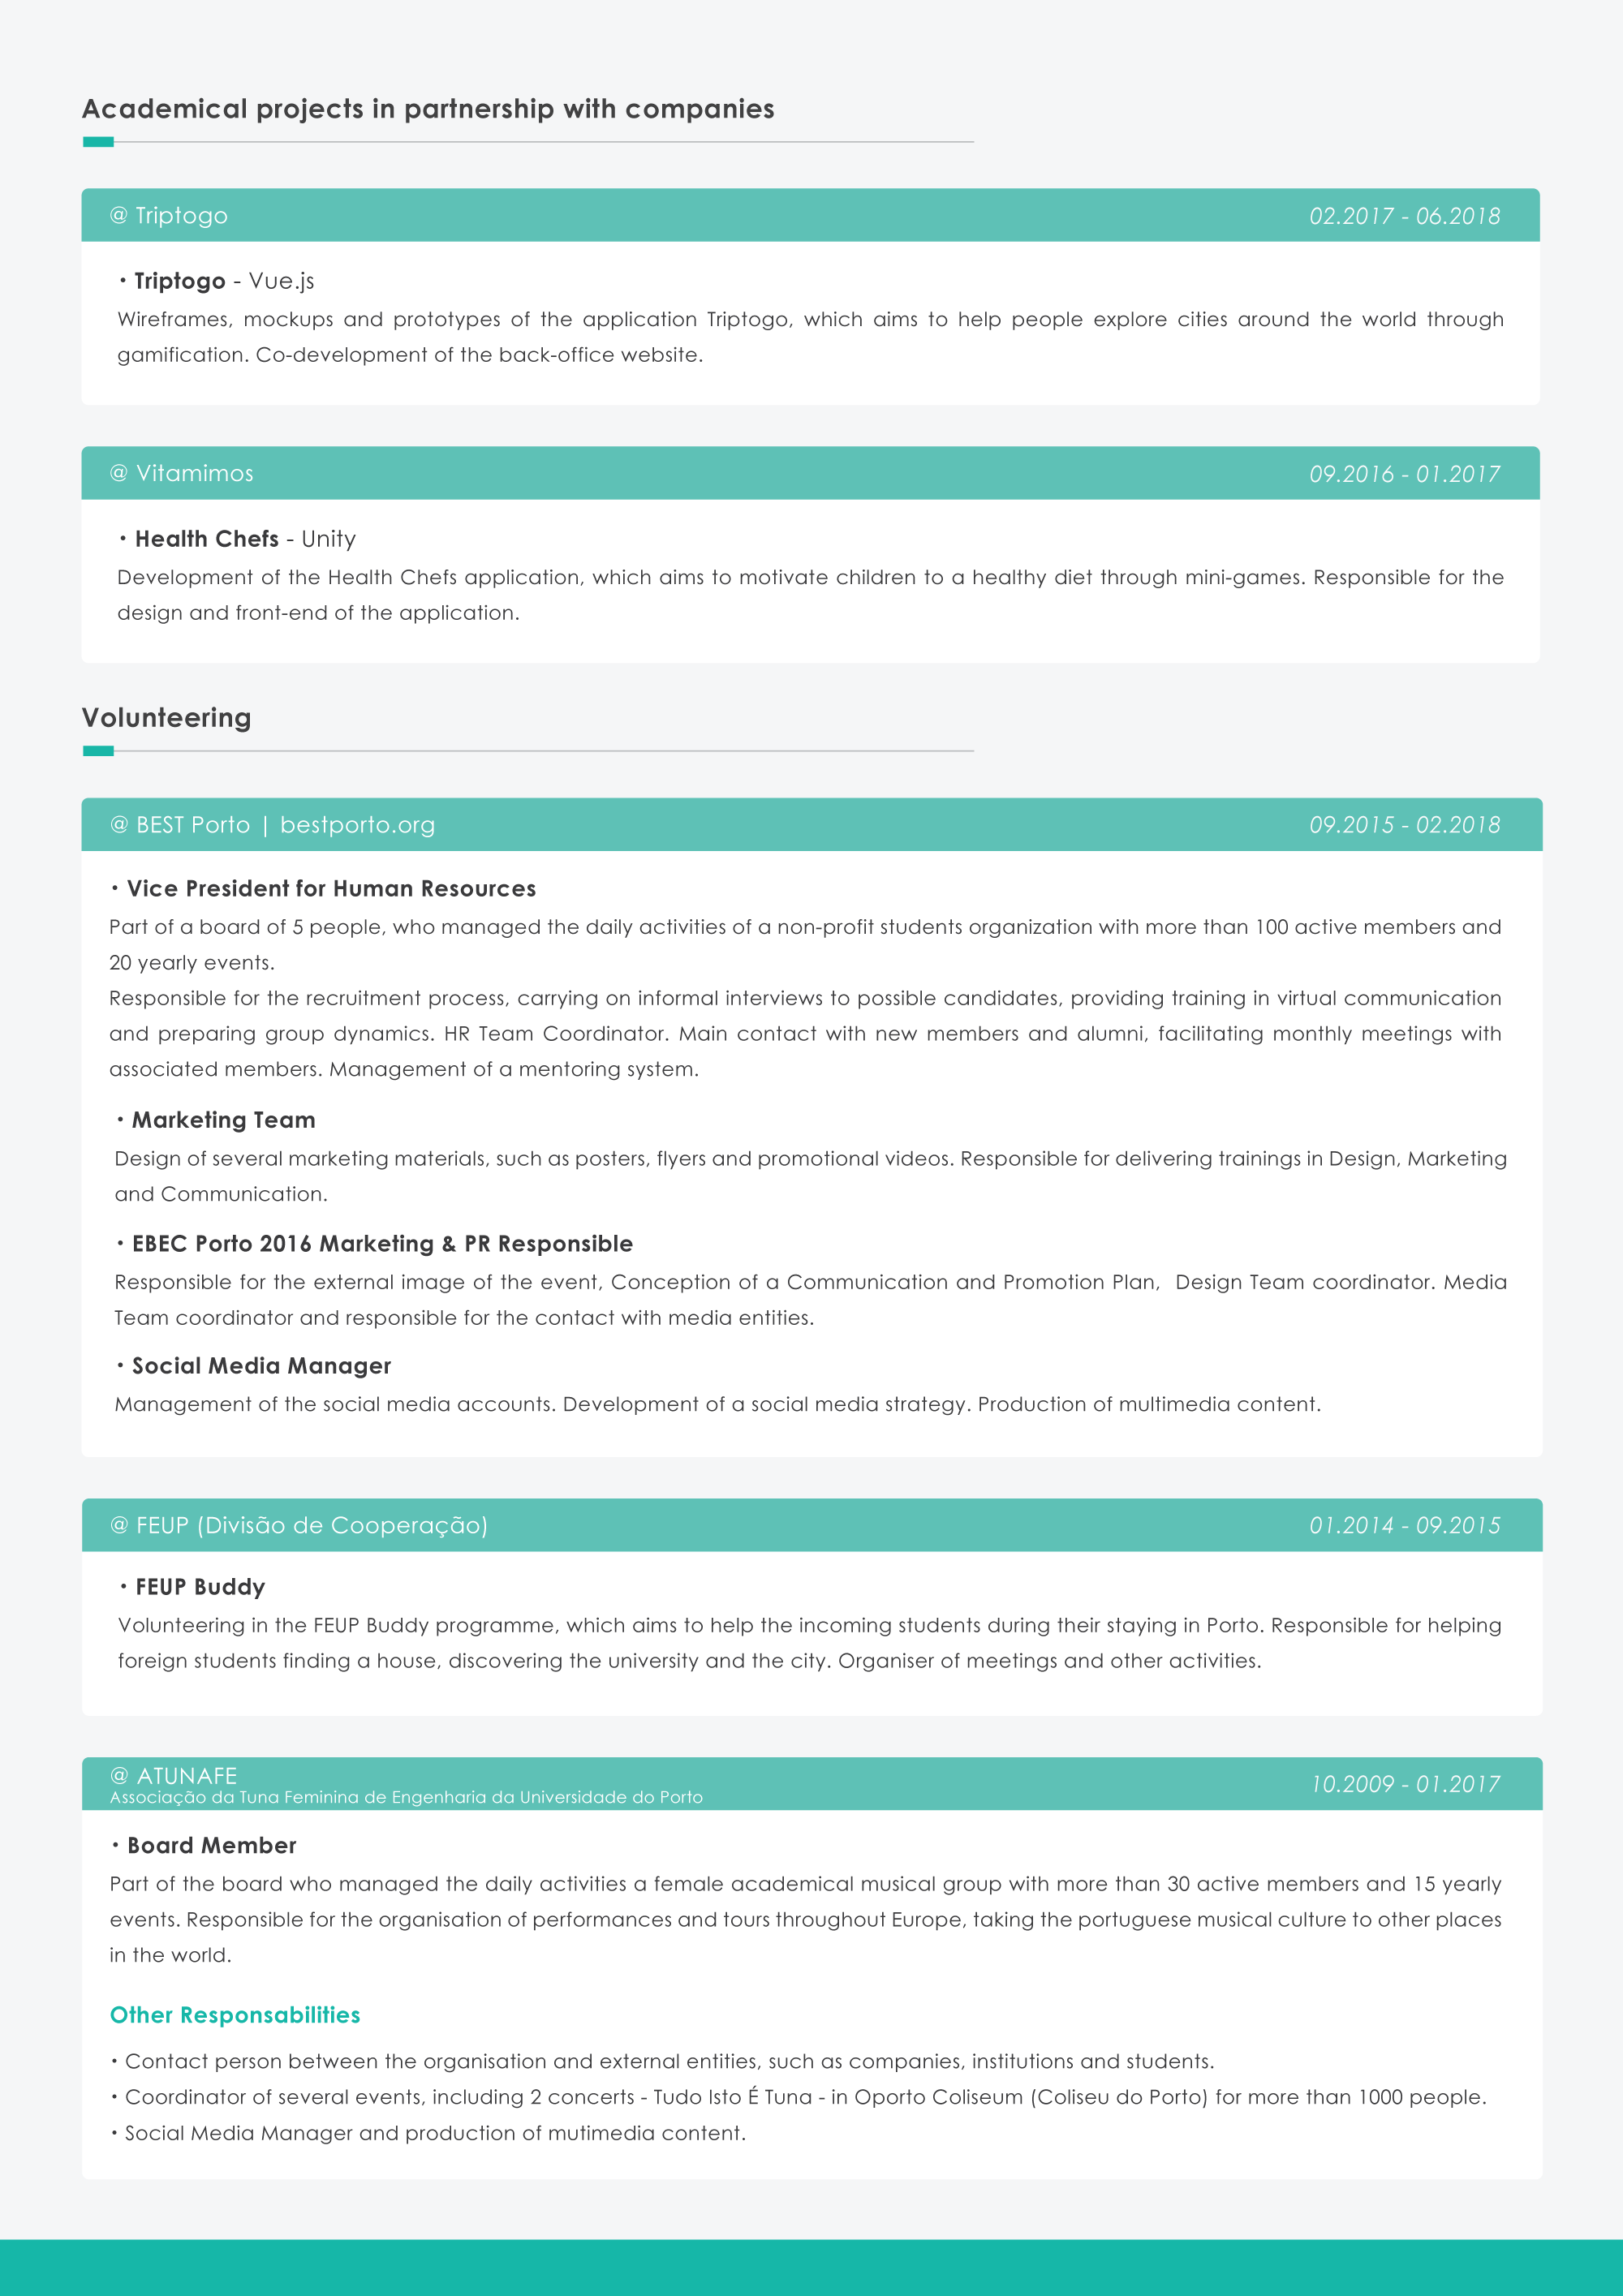 Academical projects in partnership with companies
@ Triptogo 02.2017 - 06.2018
• Triptogo - Vue.js
Wireframes, mockups and prototypes of the application Triptogo, which aims to help people explore cities around the world through
gamification. Co-development of the back-office website.
@ Vitamimos 09.2016 - 01.2017
• Health Chefs - Unity
Development of the Health Chefs application, which aims to motivate children to a healthy diet through mini-games. Responsible for the
design and front-end of the application.
Volunteering
@ BEST Porto | bestporto.org 09.2015 - 02.2018
• Vice President for Human Resources
Part of a board of 5 people, who managed the daily activities of a non-profit students organization with more than 100 active members and
20 yearly events.
Responsible for the recruitment process, carrying on informal interviews to possible candidates, providing training in virtual communication
and preparing group dynamics. HR Team Coordinator. Main contact with new members and alumni, facilitating monthly meetings with
associated members. Management of a mentoring system.
• Marketing Team
Design of several marketing materials, such as posters, flyers and promotional videos. Responsible for delivering trainings in Design, Marketing
and Communication.
• EBEC Porto 2016 Marketing & PR Responsible
Responsible for the external image of the event, Conception of a Communication and Promotion Plan, Design Team coordinator. Media
Team coordinator and responsible for the contact with media entities.
• Social Media Manager
Management of the social media accounts. Development of a social media strategy. Production of multimedia content.
@ FEUP (Divisão de Cooperação) 01.2014 - 09.2015
• FEUP Buddy
Volunteering in the FEUP Buddy programme, which aims to help the incoming students during their staying in Porto. Responsible for helping
foreign students finding a house, discovering the university and the city. Organiser of meetings and other activities.
@ ATUNAFE 10.2009 - 01.2017
Associação da Tuna Feminina de Engenharia da Universidade do Porto
• Board Member
Part of the board who managed the daily activities a female academical musical group with more than 30 active members and 15 yearly
events. Responsible for the organisation of performances and tours throughout Europe, taking the portuguese musical culture to other places
in the world.
Other Responsabilities
• Contact person between the organisation and external entities, such as companies, institutions and students.
• Coordinator of several events, including 2 concerts - Tudo Isto É Tuna - in Oporto Coliseum (Coliseu do Porto) for more than 1000 people.
• Social Media Manager and production of mutimedia content.